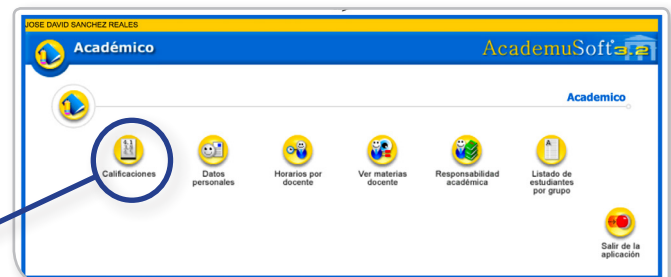 JOSE DAVID SANCHEZ REALES
Académico
AcademuSoft 3.2
Academico
Calificaciones
Datos
personales
Horarios por
docente
Ver materias
docente
Responsabilidad
académica
Listado de
estudiantes
por grupo
Salir de la
aplicación